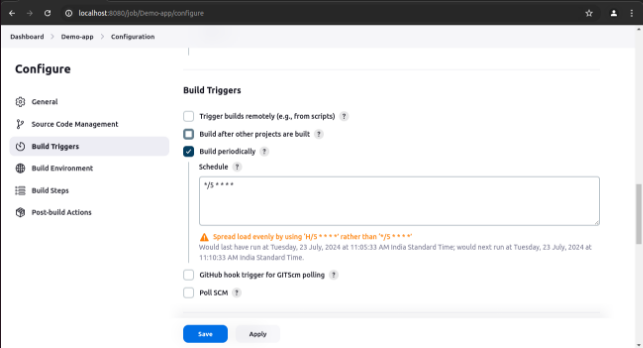 localhost:8080/job/Demo-app/configure
Dashboard > Demo-app > Configuration
Configure
General
Source Code Management
Build Triggers
Build Environment
Build Steps
Post-build Actions
Build Triggers
Trigger builds remotely (e.g., from scripts) ?
Build after other projects are built ?
Build periodically ?
Schedule ?
*/5 * * * *
Spread load evenly by using 'H/5 * * * *' rather than '*/5 * * * *'
Would last have run at Tuesday, 23 July, 2024 at 11:05:33 AM India Standard Time; would next run at Tuesday, 23 July, 2024 at
11:10:33 AM India Standard Time.
GitHub hook trigger for GITScm polling ?
Poll SCM ?
Save
Apply